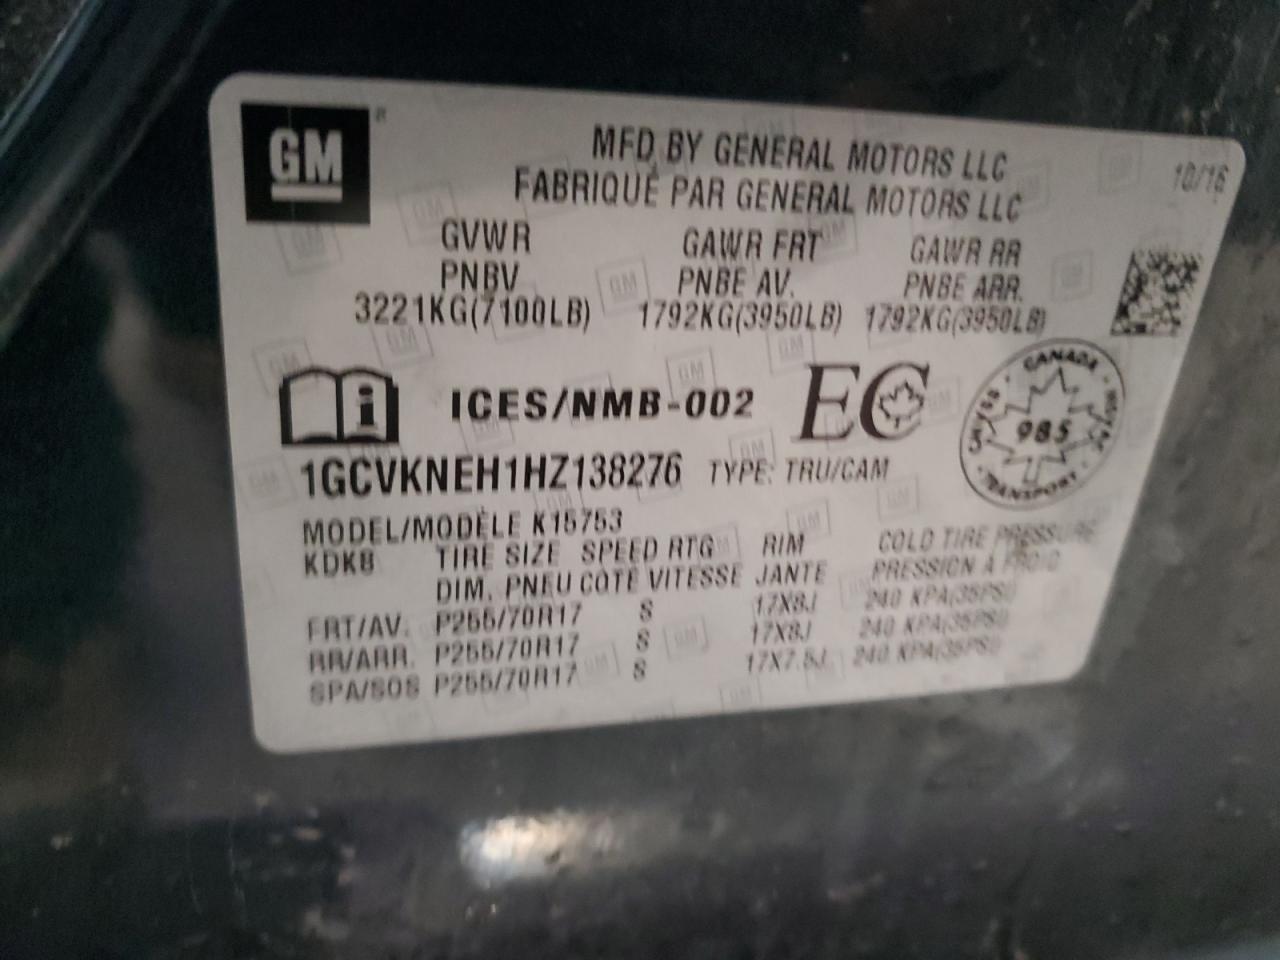 GM
MFD BY GENERAL MOTORS LLC
FABRIQUÉ PAR GENERAL MOTORS LLC
10/16
GVWR GAWR FRT GAWR RR
PNBV PNBE AV. PNBE ARR.
3221KG(7100LB) 1792KG(3950LB) 1792KG(3950LB)
ICES/NMB-002 EC
CANADA
985
TRANSPORT
1GCVKNEH1HZ138276 TYPE: TRU/CAM
MODEL/MODÈLE K15753
KDK8 TIRE SIZE SPEED RTG RIM COLD TIRE PRESSURE
DIM. PNEU COTE VITESSE JANTE PRESSION A FROID
FRT/AV. P255/70R17 S 17X8J 240 KPA(35PSI)
RR/ARR. P255/70R17 S 17X8J 240 KPA(35PSI)
SPA/SOS P255/70R17 S 17X7.5J 240 KPA(35PSI)